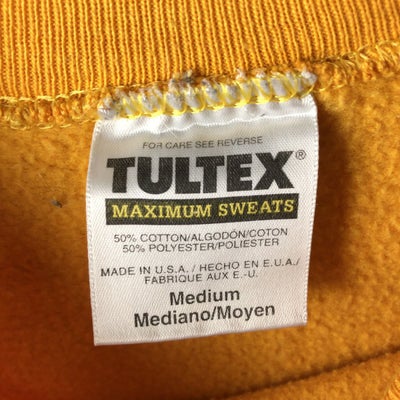 FOR CARE SEE REVERSE
TULTEX®
MAXIMUM SWEATS
50% COTTON/ALGODÓN/COTON
50% POLYESTER/POLIESTER
MADE IN U.S.A. / HECHO EN E.U.A./
FABRIQUE AUX E.-U.
Medium
Mediano/Moyen